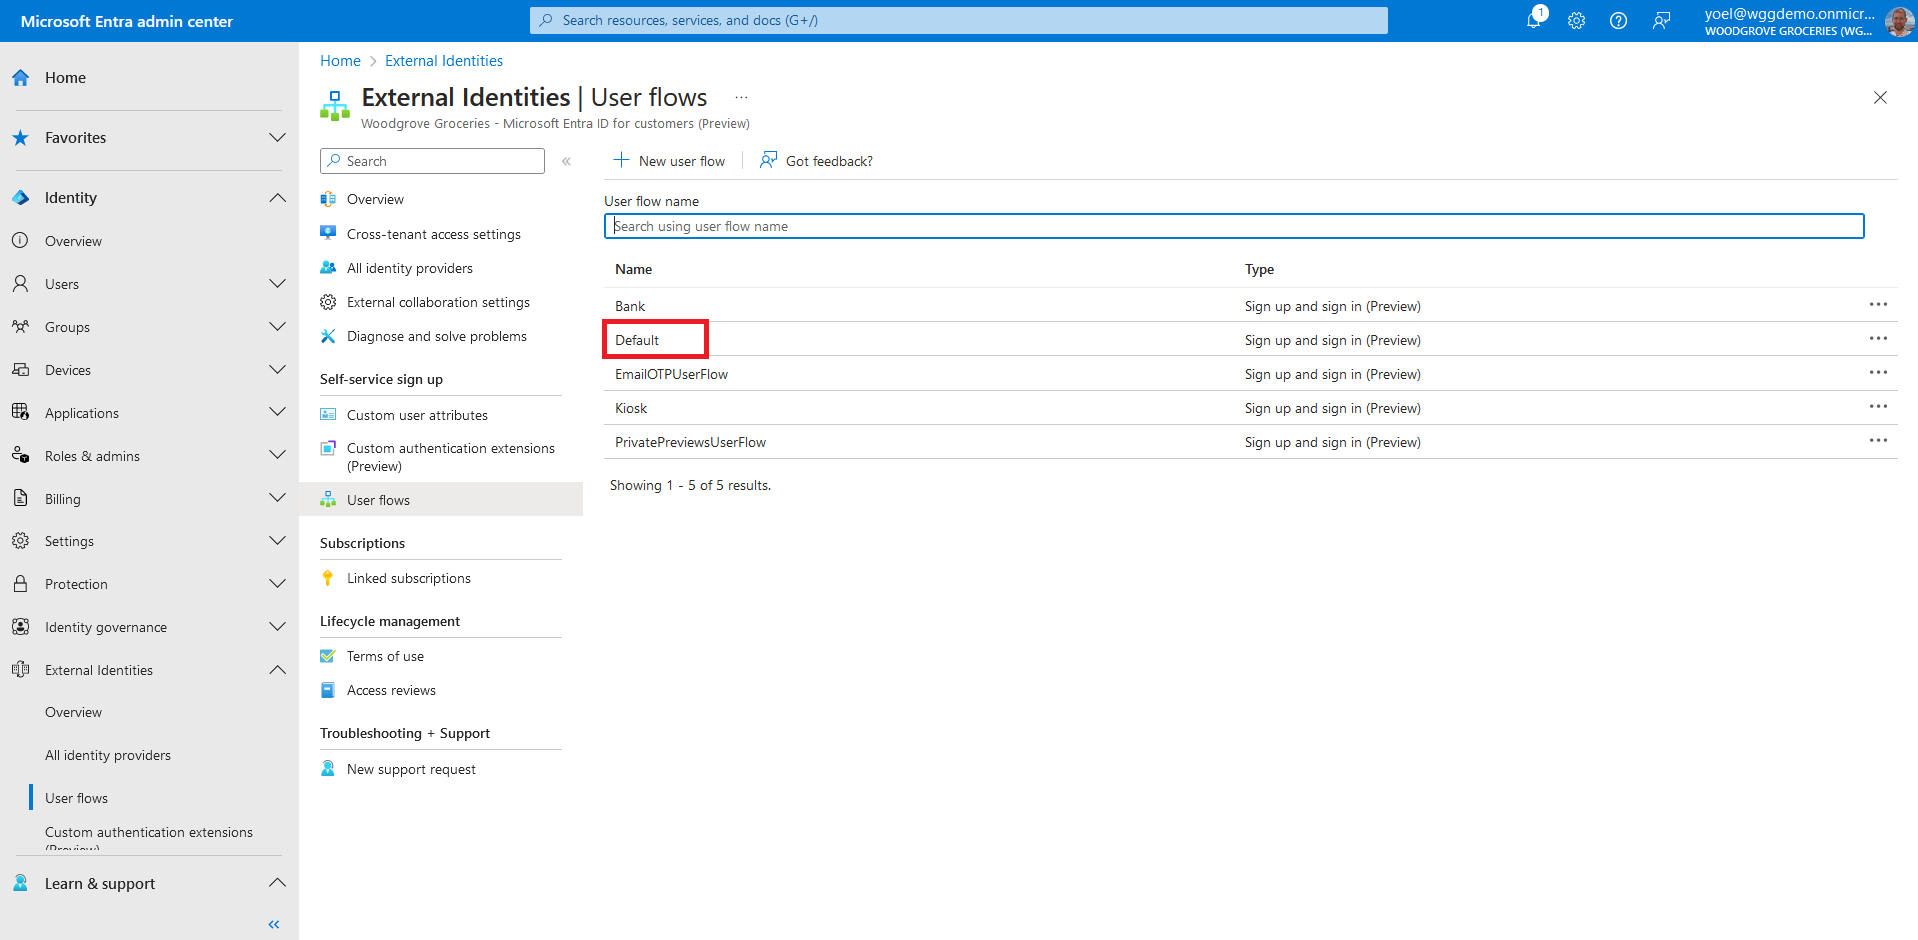 Microsoft Entra admin center
Search resources, services, and docs (G+/)
1
yoel@wggdemo.onmicr...
WOODGROVE GROCERIES (WG...
Home
Favorites
Identity
Overview
Users
Groups
Devices
Applications
Roles & admins
Billing
Settings
Protection
Identity governance
External Identities
Overview
All identity providers
User flows
Custom authentication extensions
(Preview)
Learn & support
Home > External Identities
External Identities | User flows ...
Woodgrove Groceries - Microsoft Entra ID for customers (Preview)
Search
Overview
Cross-tenant access settings
All identity providers
External collaboration settings
Diagnose and solve problems
Self-service sign up
Custom user attributes
Custom authentication extensions
(Preview)
User flows
Subscriptions
Linked subscriptions
Lifecycle management
Terms of use
Access reviews
Troubleshooting + Support
New support request
New user flow
Got feedback?
User flow name
Search using user flow name
Name Type
Bank Sign up and sign in (Preview)
Default Sign up and sign in (Preview)
EmailOTPUserFlow Sign up and sign in (Preview)
Kiosk Sign up and sign in (Preview)
PrivatePreviewsUserFlow Sign up and sign in (Preview)
Showing 1 - 5 of 5 results.